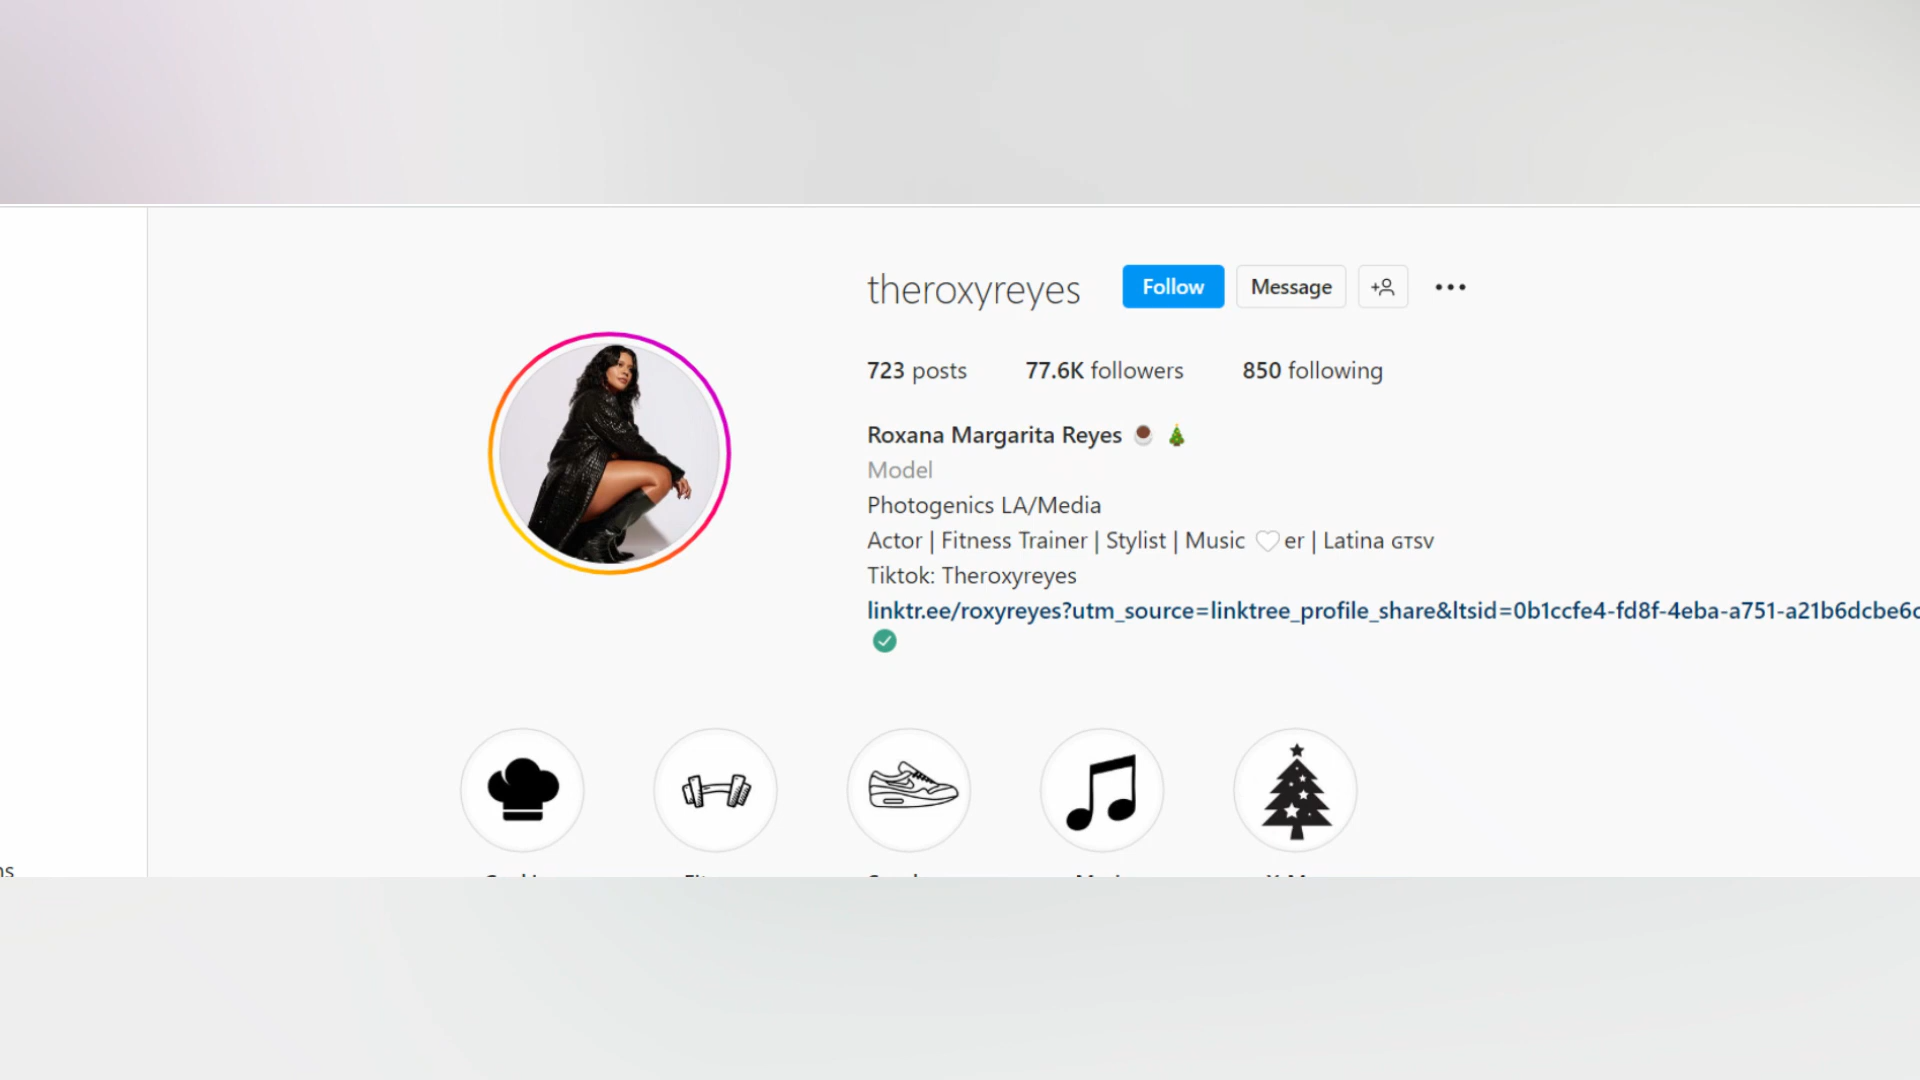 theroxyreyes Follow Message
723 posts 77.6K followers 850 following
Roxana Margarita Reyes ☕ 🎄
Model
Photogenics LA/Media
Actor | Fitness Trainer | Stylist | Music 🤍er | Latina GTSV
Tiktok: Theroxyreyes
linktr.ee/roxyreyes?utm_source=linktree_profile_share&ltsid=0b1ccfe4-fd8f-4eba-a751-a21b6dcbe6c